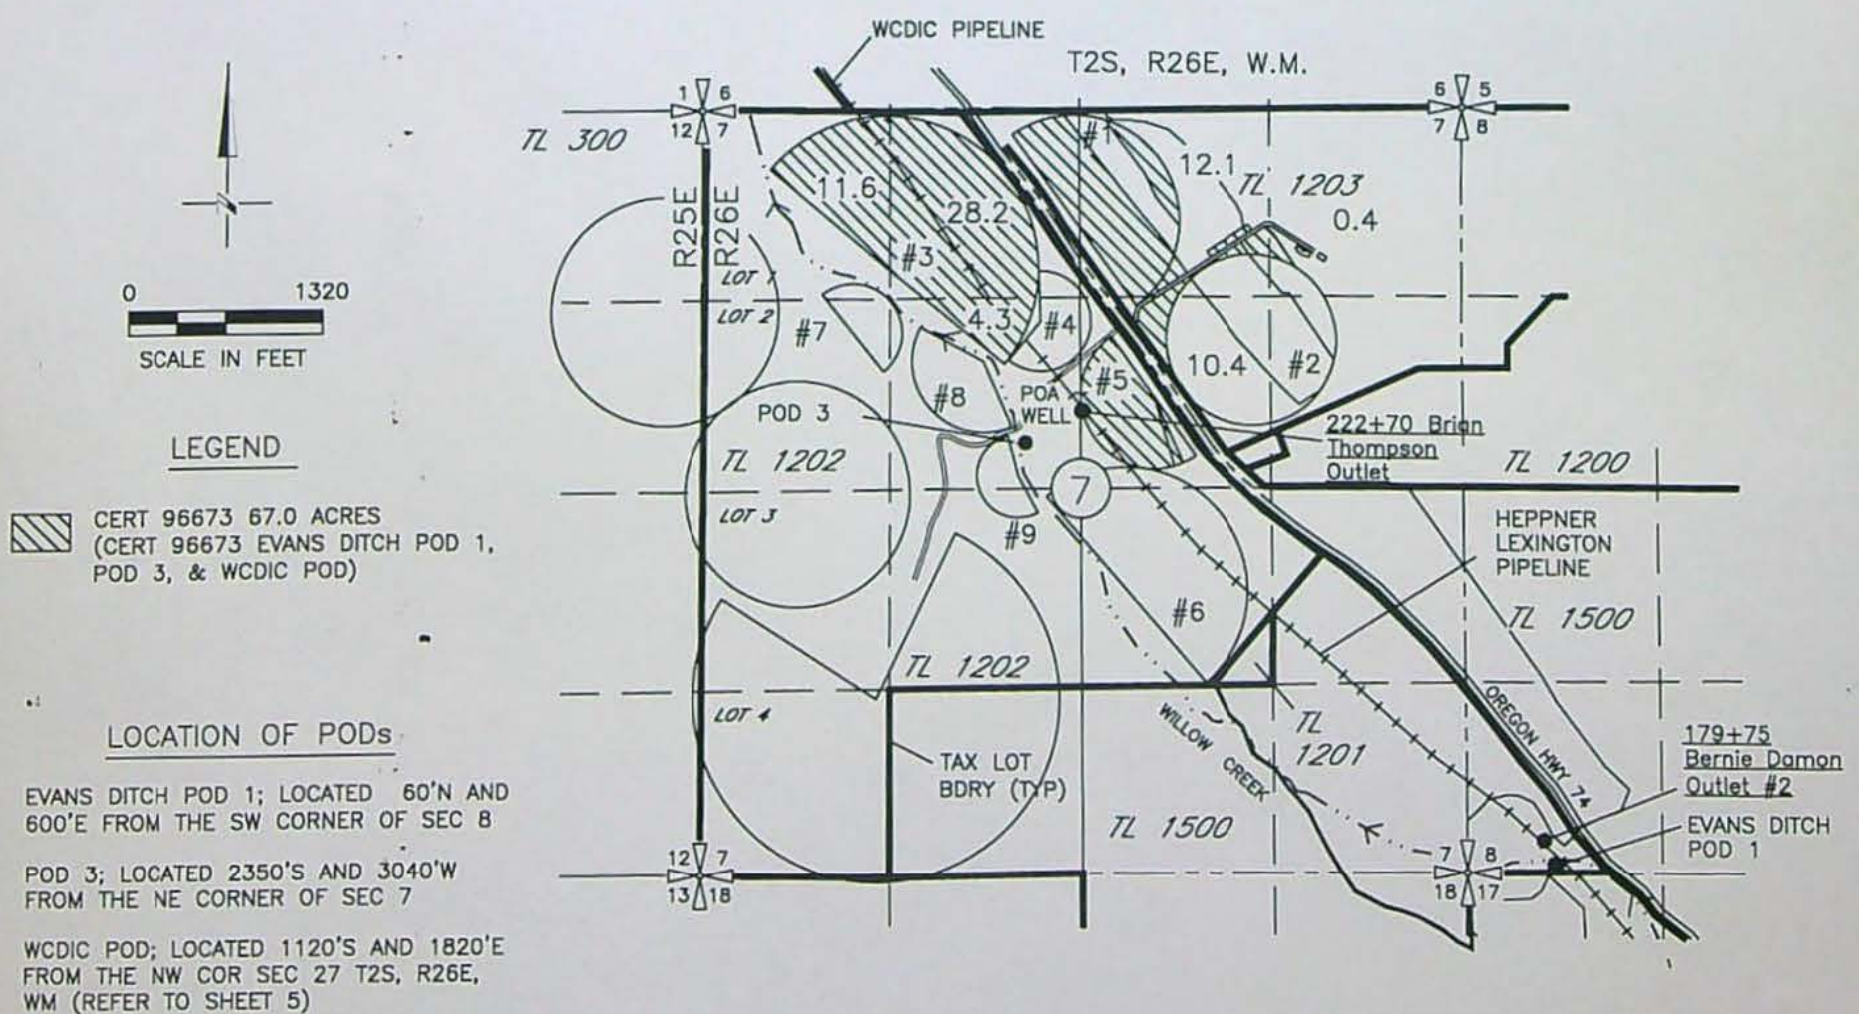 WCDIC PIPELINE
T2S, R26E, W.M.
1 6
12 7
6 5
7 8
TL 300
#1
12.1
TL 1203
0.4
11.6
28.2
R25E
R26E
#3
LOT 1
0 1320
SCALE IN FEET
LOT 2
#7
4.3
#4
10.4
#2
#5
#8
POA
WELL
POD 3
222+70 Brian
Thompson
Outlet
LEGEND
TL 1202
TL 1200
7
CERT 96673 67.0 ACRES
(CERT 96673 EVANS DITCH POD 1,
POD 3, & WCDIC POD)
LOT 3
#9
HEPPNER
LEXINGTON
PIPELINE
#6
TL 1500
TL 1202
LOT 4
WILLOW CREEK
TL
1201
OREGON HWY 74
LOCATION OF PODs
TAX LOT
BDRY (TYP)
179+75
Bernie Damon
Outlet #2
EVANS DITCH POD 1; LOCATED 60'N AND
600'E FROM THE SW CORNER OF SEC 8
TL 1500
EVANS DITCH
POD 1
12 7
13 18
7 8
18 17
POD 3; LOCATED 2350'S AND 3040'W
FROM THE NE CORNER OF SEC 7
WCDIC POD; LOCATED 1120'S AND 1820'E
FROM THE NW COR SEC 27 T2S, R26E,
WM (REFER TO SHEET 5)